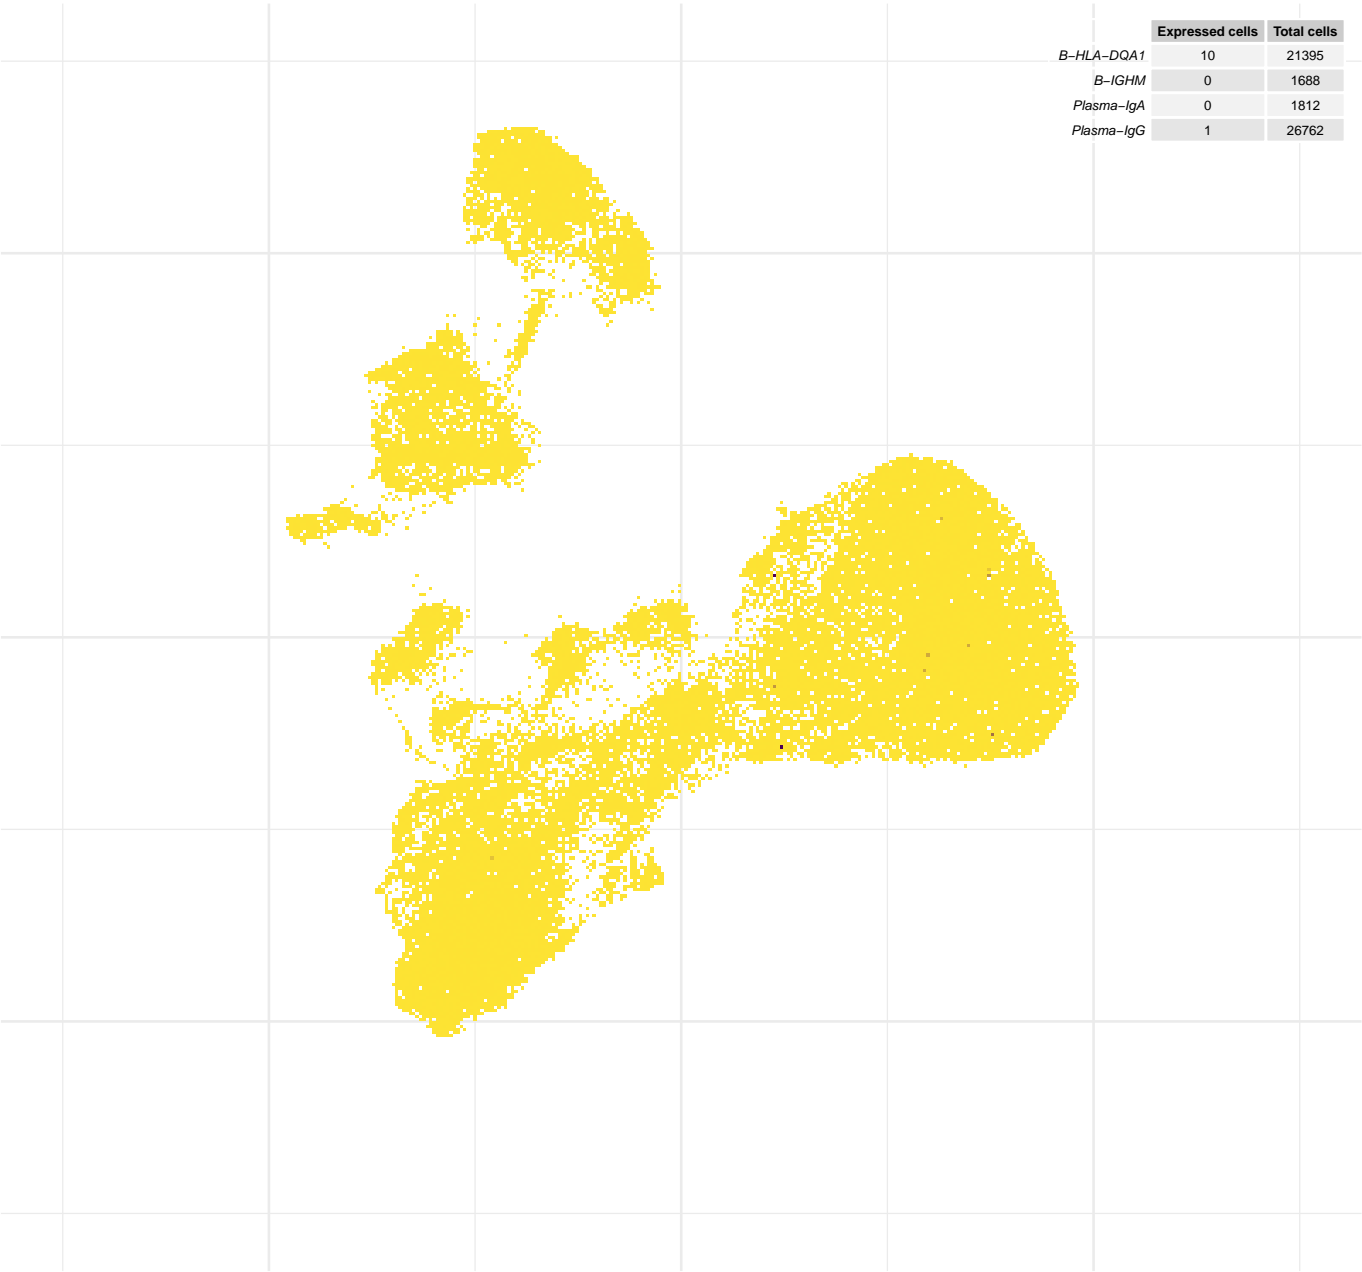 Expressed cells Total cells
B−HLA−DQA1 10 21395
B−IGHM 0 1688
Plasma−IgA 0 1812
Plasma−IgG 1 26762